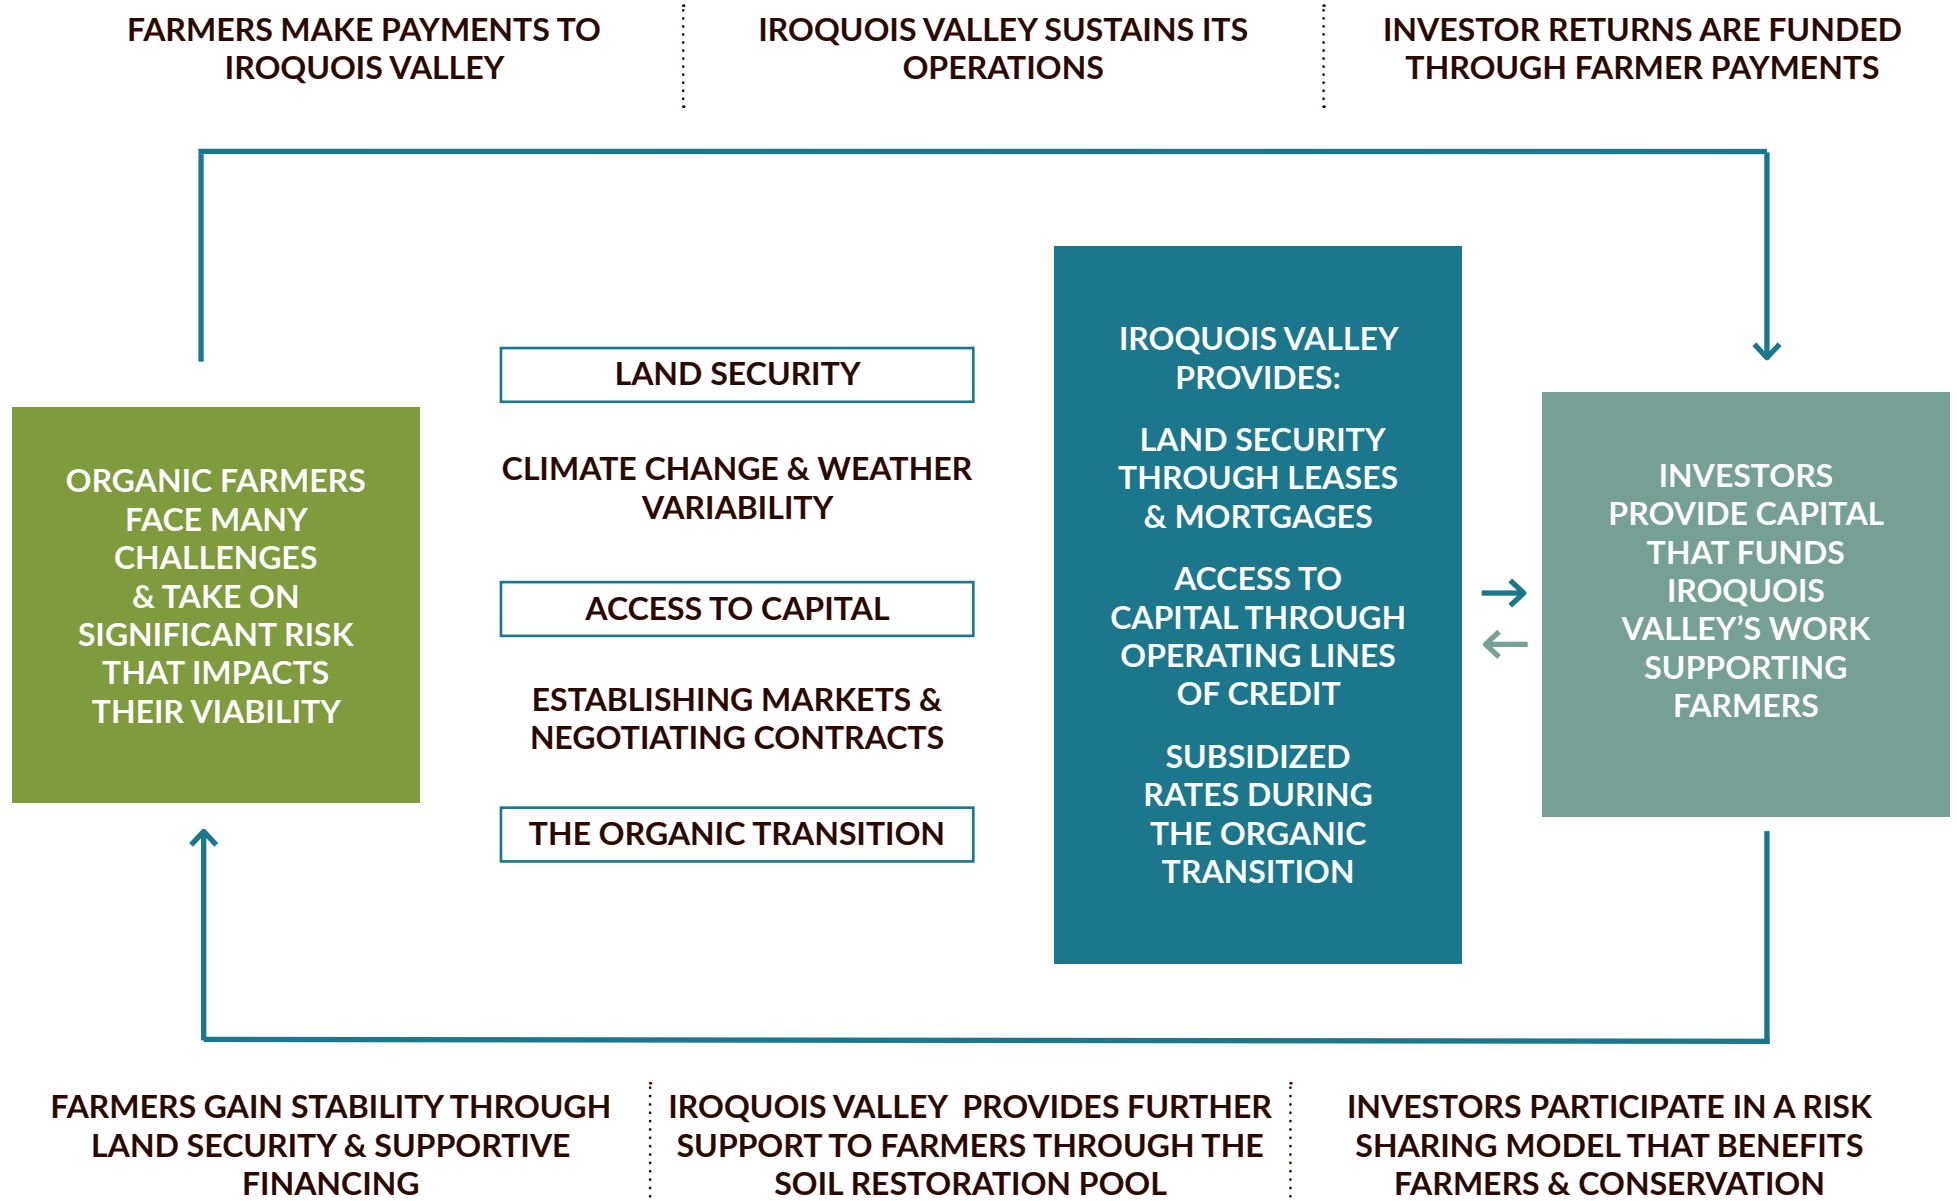 FARMERS MAKE PAYMENTS TO
IROQUOIS VALLEY
IROQUOIS VALLEY SUSTAINS ITS
OPERATIONS
INVESTOR RETURNS ARE FUNDED
THROUGH FARMER PAYMENTS
ORGANIC FARMERS
FACE MANY
CHALLENGES
& TAKE ON
SIGNIFICANT RISK
THAT IMPACTS
THEIR VIABILITY
LAND SECURITY
CLIMATE CHANGE & WEATHER
VARIABILITY
ACCESS TO CAPITAL
ESTABLISHING MARKETS &
NEGOTIATING CONTRACTS
THE ORGANIC TRANSITION
IROQUOIS VALLEY
PROVIDES:
LAND SECURITY
THROUGH LEASES
& MORTGAGES
ACCESS TO
CAPITAL THROUGH
OPERATING LINES
OF CREDIT
SUBSIDIZED
RATES DURING
THE ORGANIC
TRANSITION
INVESTORS
PROVIDE CAPITAL
THAT FUNDS
IROQUOIS
VALLEY’S WORK
SUPPORTING
FARMERS
FARMERS GAIN STABILITY THROUGH
LAND SECURITY & SUPPORTIVE
FINANCING
IROQUOIS VALLEY  PROVIDES FURTHER
SUPPORT TO FARMERS THROUGH THE
SOIL RESTORATION POOL
INVESTORS PARTICIPATE IN A RISK
SHARING MODEL THAT BENEFITS
FARMERS & CONSERVATION